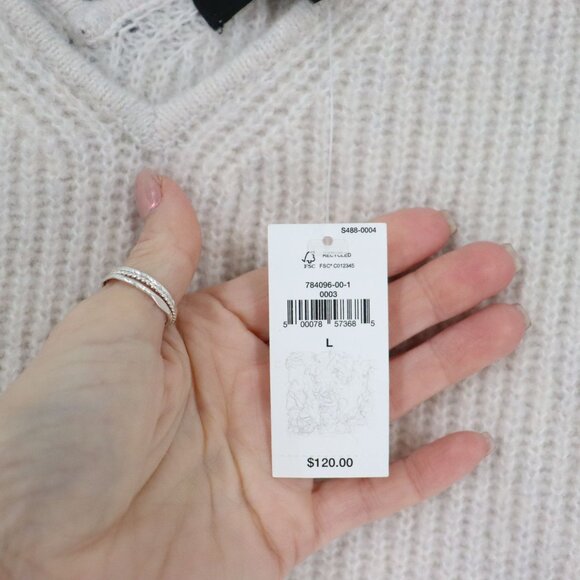 S488-0004
RECYCLED
FSC
FSC® C012345
784096-00-1
0003
5 00078 57368 5
L
$120.00